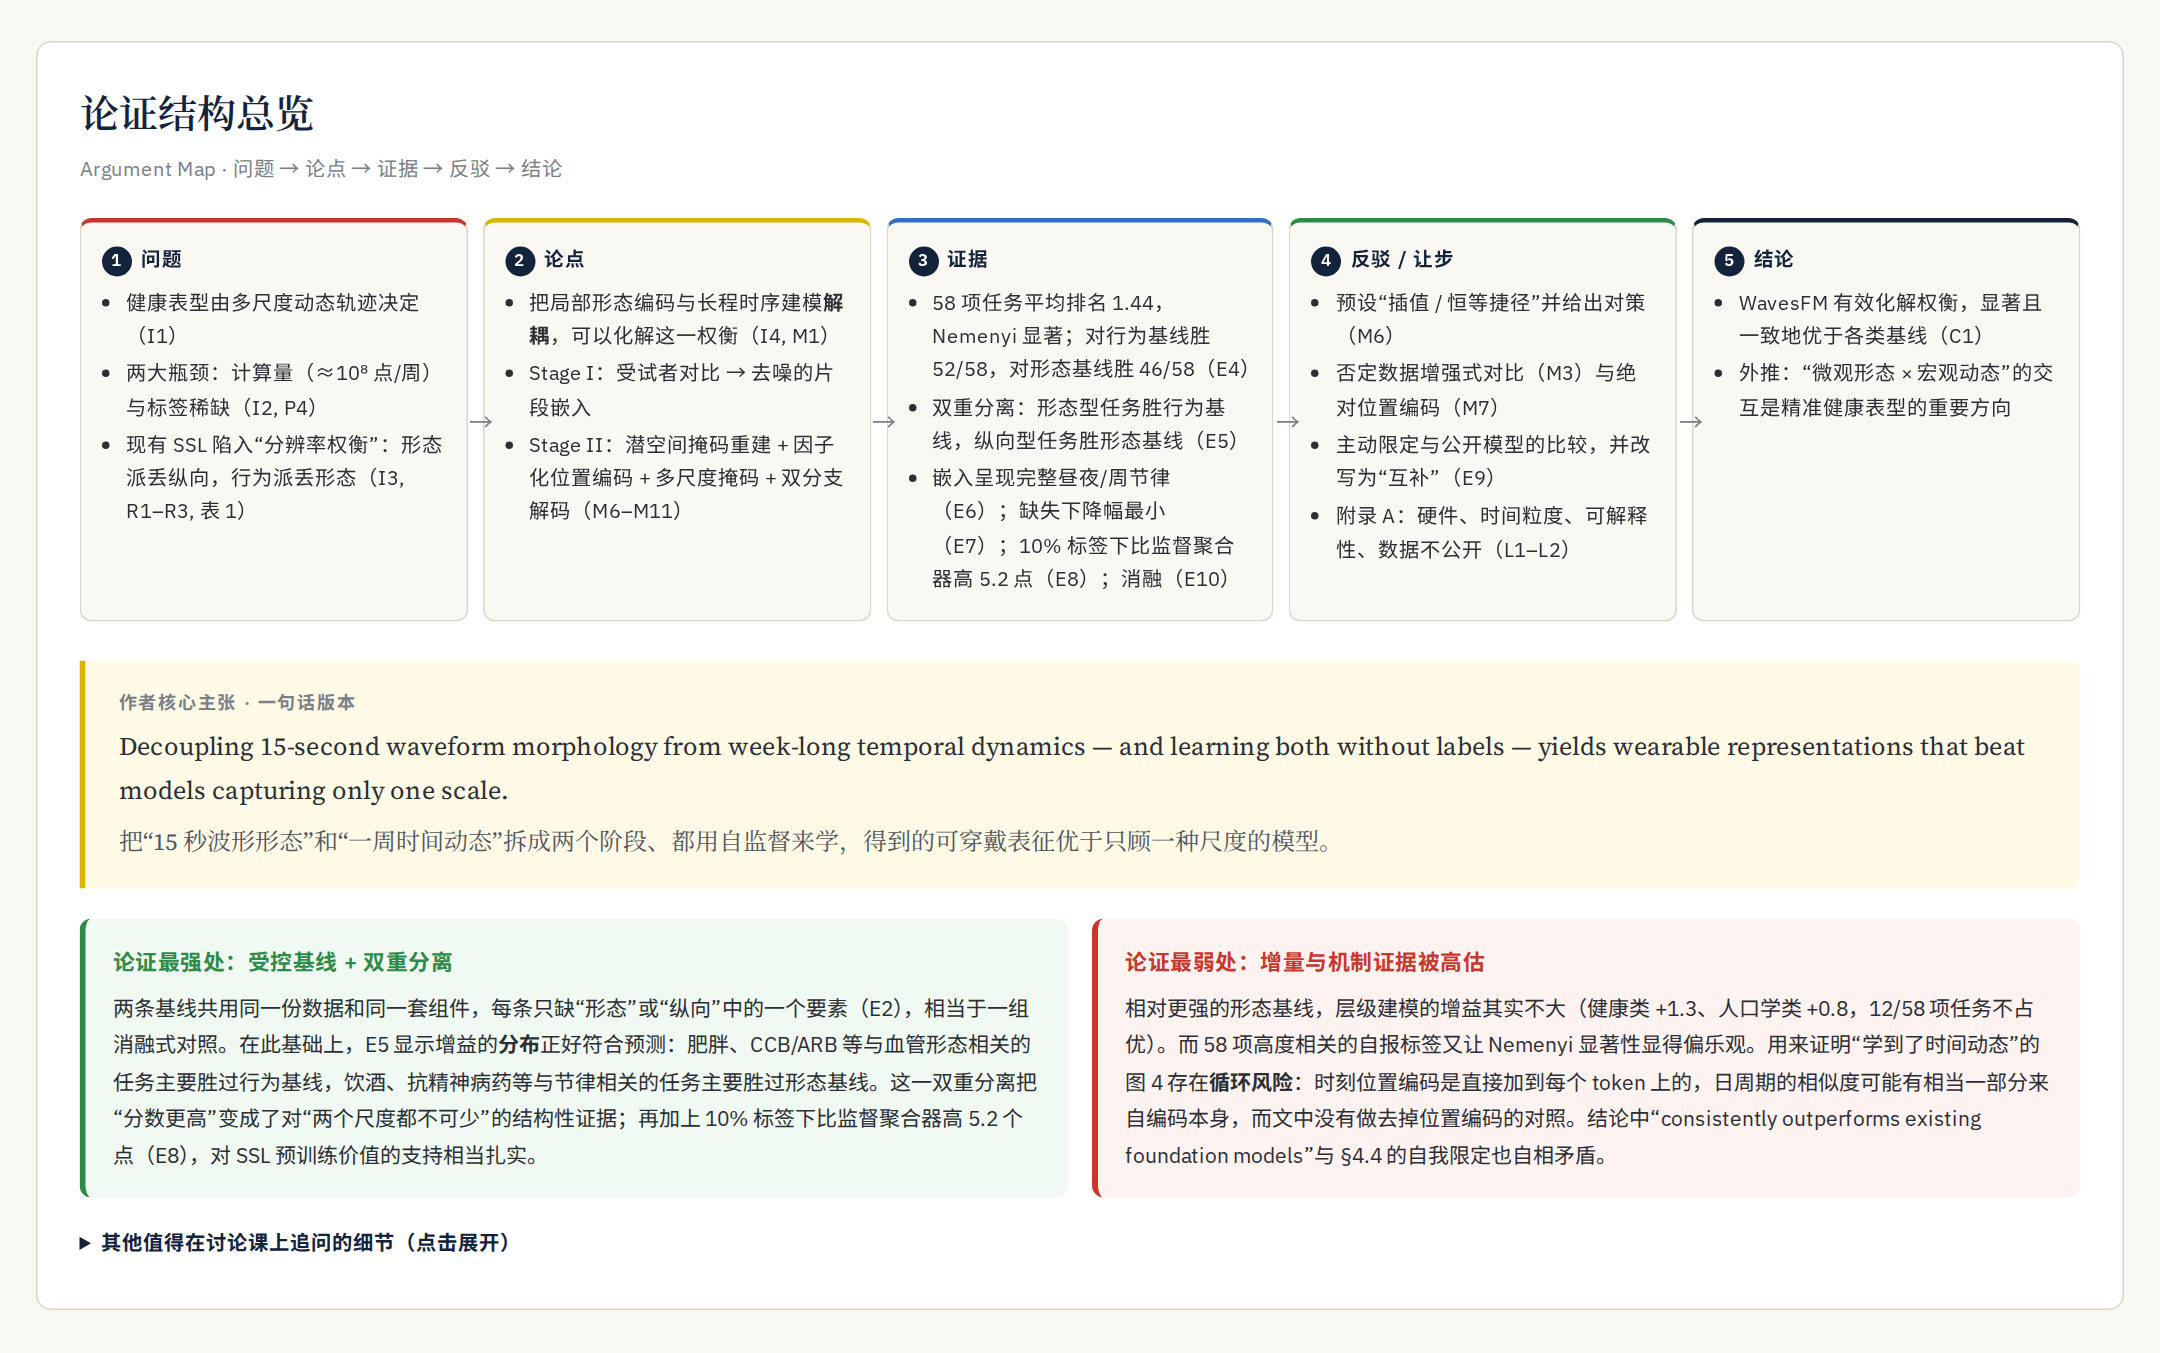 论证结构总览
Argument Map · 问题 → 论点 → 证据 → 反驳 → 结论
1 问题
• 健康表型由多尺度动态轨迹决定
（I1）
• 两大瓶颈：计算量（≈10⁸ 点/周）
与标签稀缺（I2, P4）
• 现有 SSL 陷入“分辨率权衡”：形态
派丢纵向，行为派丢形态（I3,
R1–R3, 表 1）
→
2 论点
• 把局部形态编码与长程时序建模解
耦，可以化解这一权衡（I4, M1）
• Stage I：受试者对比 → 去噪的片
段嵌入
• Stage II：潜空间掩码重建 + 因子
化位置编码 + 多尺度掩码 + 双分支
解码（M6–M11）
→
3 证据
• 58 项任务平均排名 1.44，
Nemenyi 显著；对行为基线胜
52/58，对形态基线胜 46/58（E4）
• 双重分离：形态型任务胜行为基
线，纵向型任务胜形态基线（E5）
• 嵌入呈现完整昼夜/周节律
（E6）；缺失下降幅最小
（E7）；10% 标签下比监督聚合
器高 5.2 点（E8）；消融（E10）
→
4 反驳 / 让步
• 预设“插值 / 恒等捷径”并给出对策
（M6）
• 否定数据增强式对比（M3）与绝
对位置编码（M7）
• 主动限定与公开模型的比较，并改
写为“互补”（E9）
• 附录 A：硬件、时间粒度、可解释
性、数据不公开（L1–L2）
→
5 结论
• WavesFM 有效化解权衡，显著且
一致地优于各类基线（C1）
• 外推：“微观形态 × 宏观动态”的交
互是精准健康表型的重要方向
作者核心主张 · 一句话版本
Decoupling 15-second waveform morphology from week-long temporal dynamics — and learning both without labels — yields wearable representations that beat
models capturing only one scale.
把“15 秒波形形态”和“一周时间动态”拆成两个阶段、都用自监督来学，得到的可穿戴表征优于只顾一种尺度的模型。
论证最强处：受控基线 + 双重分离
两条基线共用同一份数据和同一套组件，每条只缺“形态”或“纵向”中的一个要素（E2），相当于一组
消融式对照。在此基础上，E5 显示增益的分布正好符合预测：肥胖、CCB/ARB 等与血管形态相关的
任务主要胜过行为基线，饮酒、抗精神病药等与节律相关的任务主要胜过形态基线。这一双重分离把
“分数更高”变成了对“两个尺度都不可少”的结构性证据；再加上 10% 标签下比监督聚合器高 5.2 个
点（E8），对 SSL 预训练价值的支持相当扎实。
论证最弱处：增量与机制证据被高估
相对更强的形态基线，层级建模的增益其实不大（健康类 +1.3、人口学类 +0.8，12/58 项任务不占
优）。而 58 项高度相关的自报标签又让 Nemenyi 显著性显得偏乐观。用来证明“学到了时间动态”的
图 4 存在循环风险：时刻位置编码是直接加到每个 token 上的，日周期的相似度可能有相当一部分来
自编码本身，而文中没有做去掉位置编码的对照。结论中“consistently outperforms existing
foundation models”与 §4.4 的自我限定也自相矛盾。
▶ 其他值得在讨论课上追问的细节（点击展开）